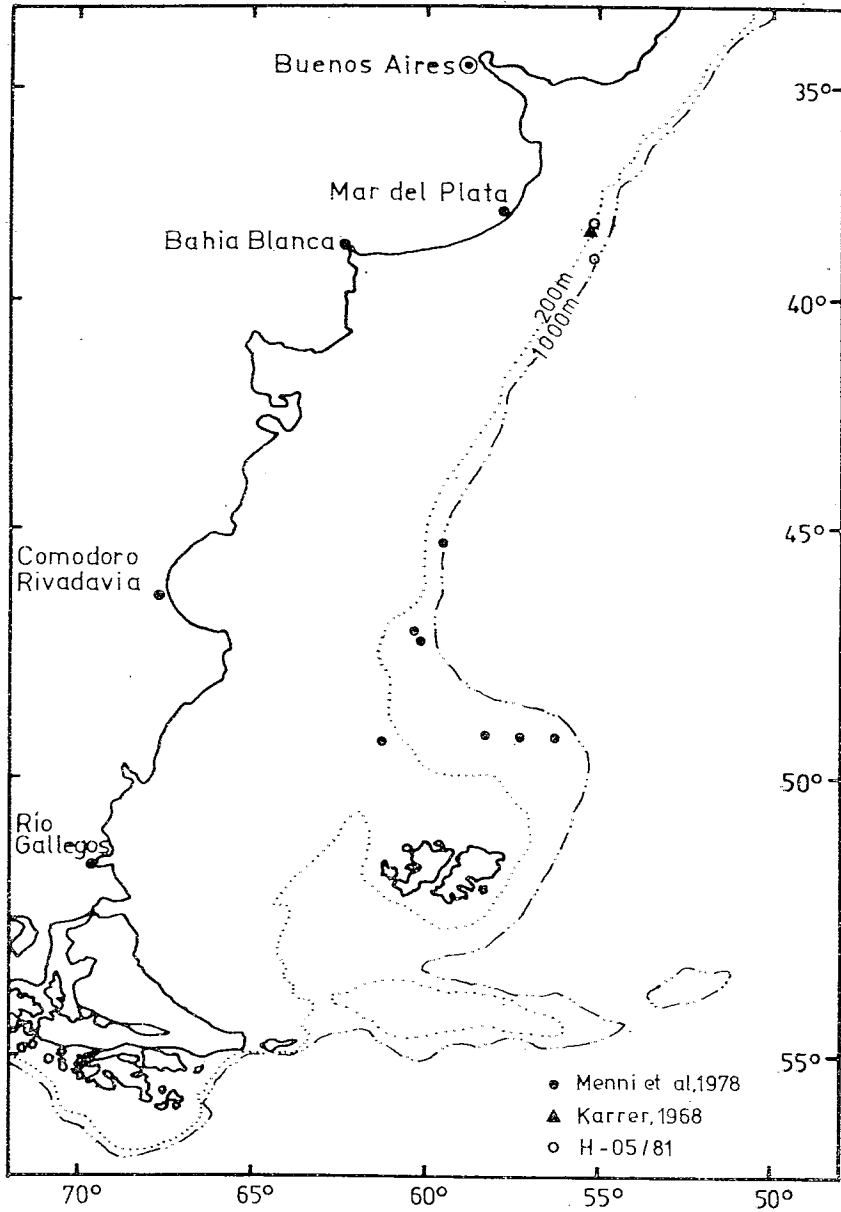 Buenos Aires
35°
Mar del Plata
Bahia Blanca
200m
1000m
40°
45°
Comodoro
Rivadavia
50°
Río
Gallegos
55°
Menni et al,1978
Karrer,1968
H-05/81
70°
65°
60°
55°
50°